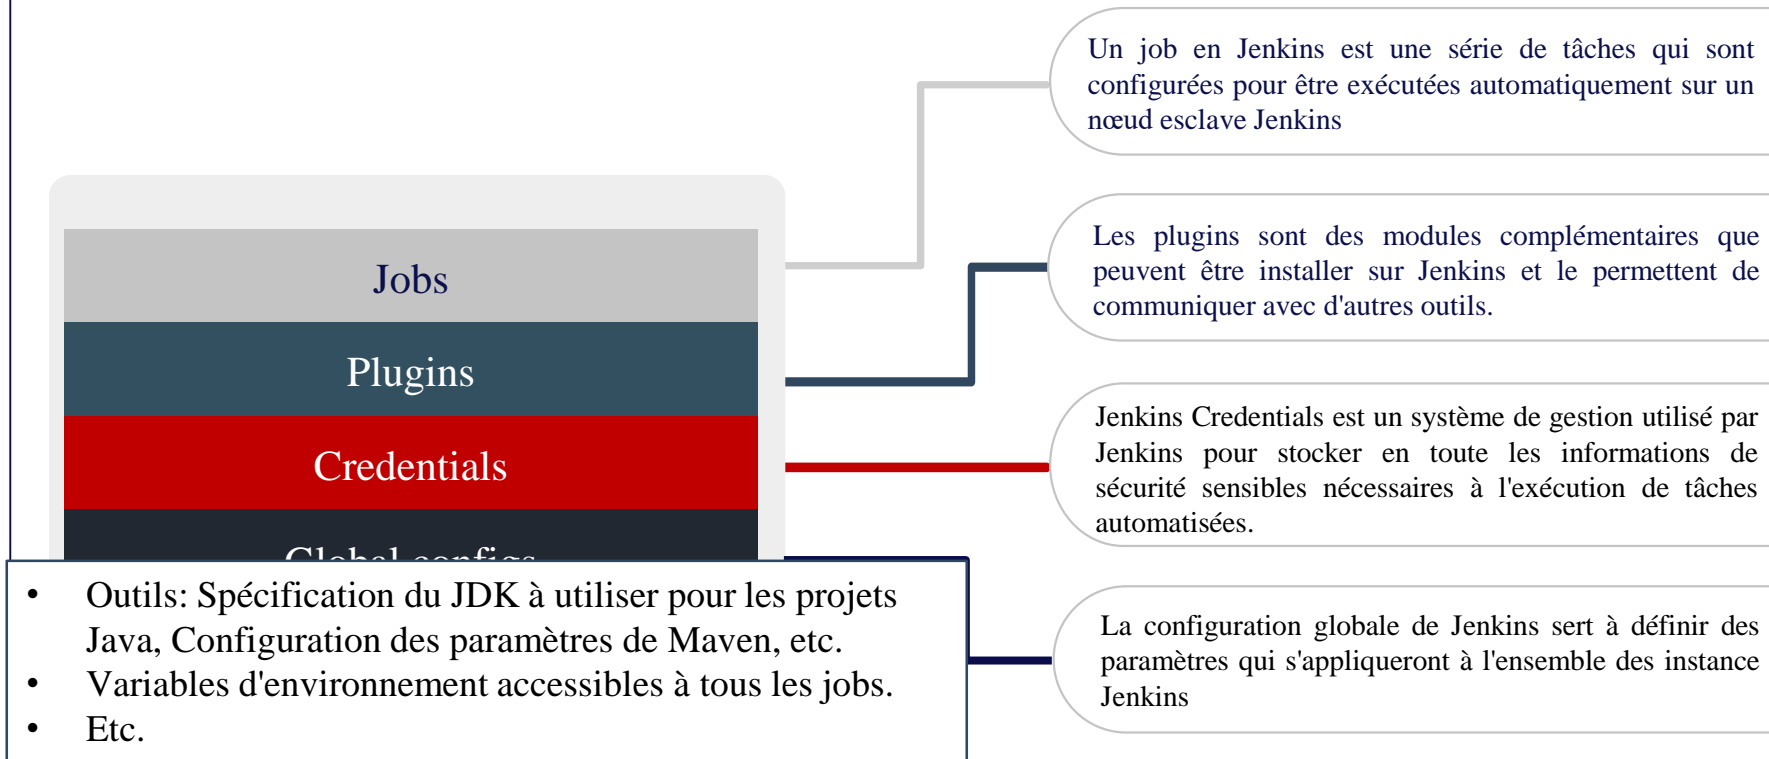 Un job en Jenkins est une série de tâches qui sont
configurées pour être exécutées automatiquement sur un
nœud esclave Jenkins
Jobs
Les plugins sont des modules complémentaires que
peuvent être installer sur Jenkins et le permettent de
communiquer avec d'autres outils.
Plugins
Jenkins Credentials est un système de gestion utilisé par
Jenkins pour stocker en toute les informations de
sécurité sensibles nécessaires à l'exécution de tâches
automatisées.
Credentials
Global configs
La configuration globale de Jenkins sert à définir des
paramètres qui s'appliqueront à l'ensemble des instance
Jenkins
• Outils: Spécification du JDK à utiliser pour les projets
Java, Configuration des paramètres de Maven, etc.
• Variables d'environnement accessibles à tous les jobs.
• Etc.